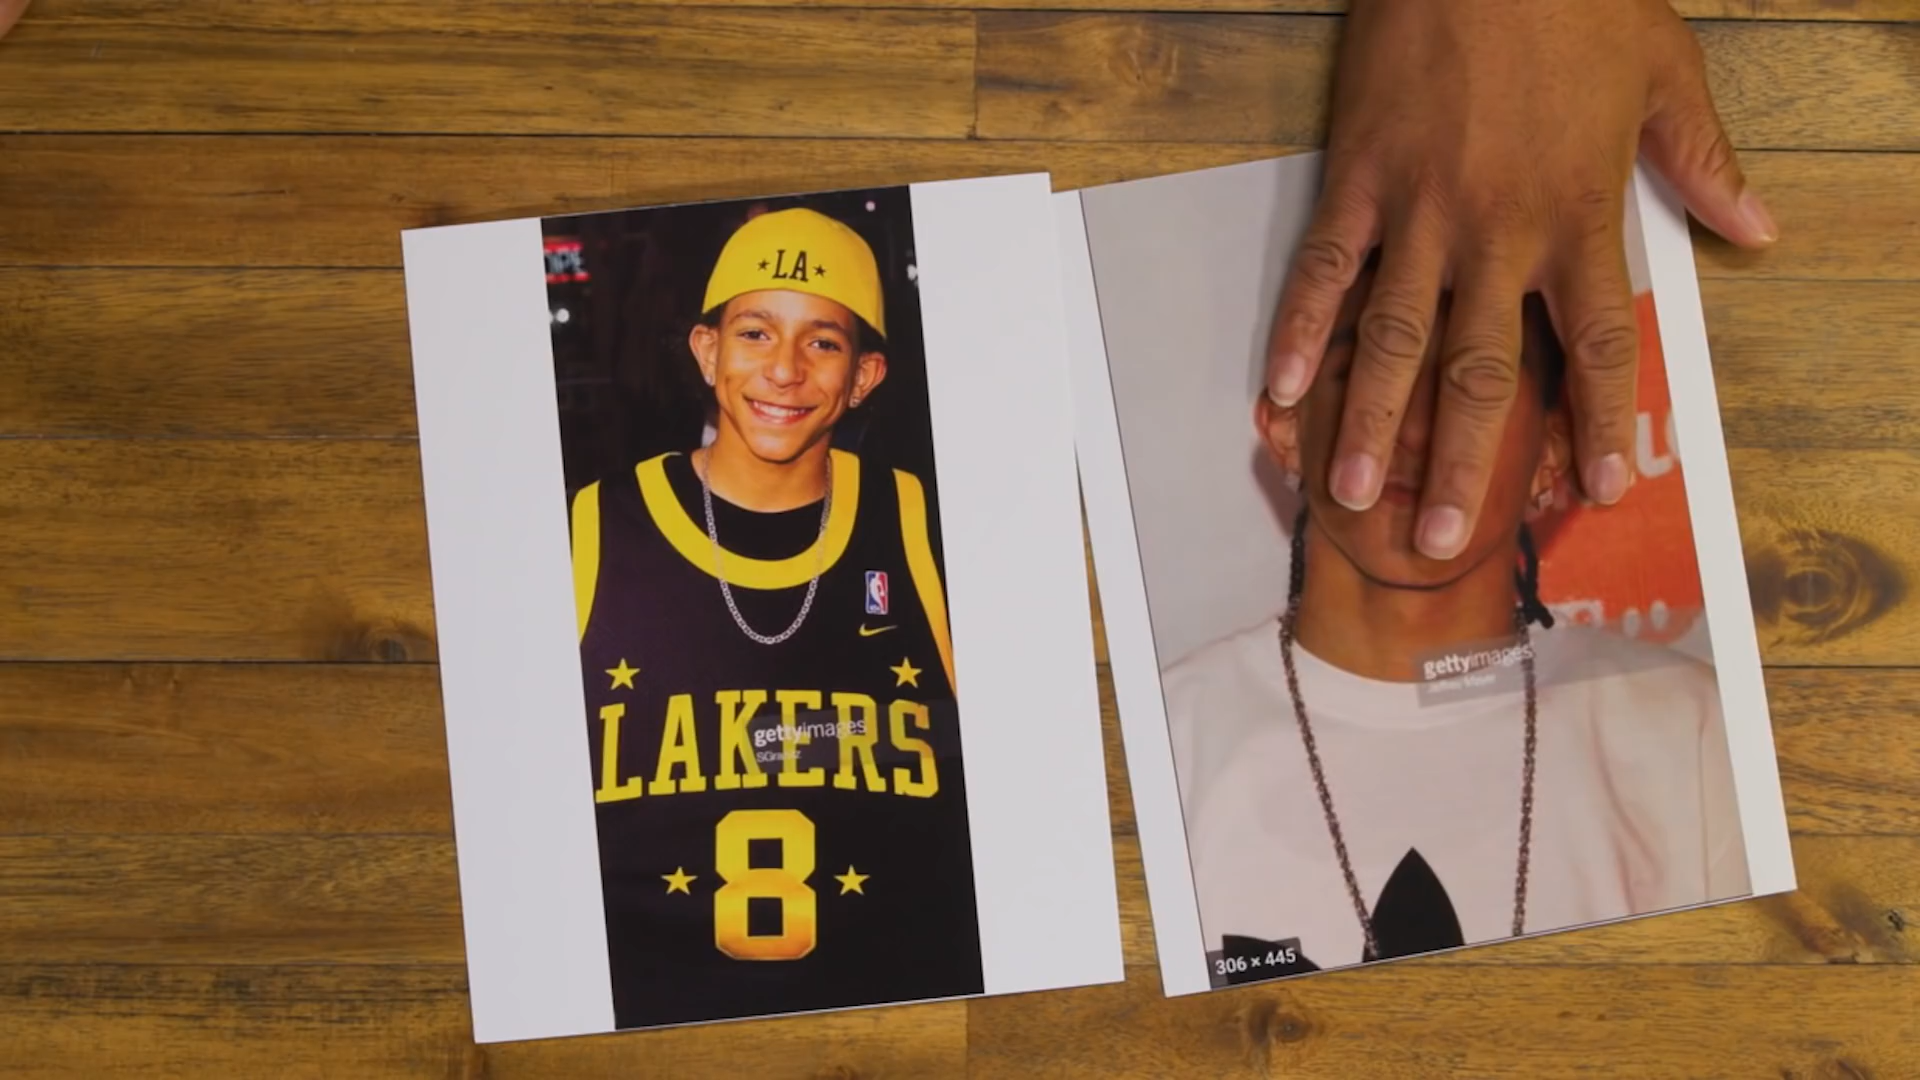 ★LA★
LAKERS
gettyimages
8
gettyimages
306 × 445